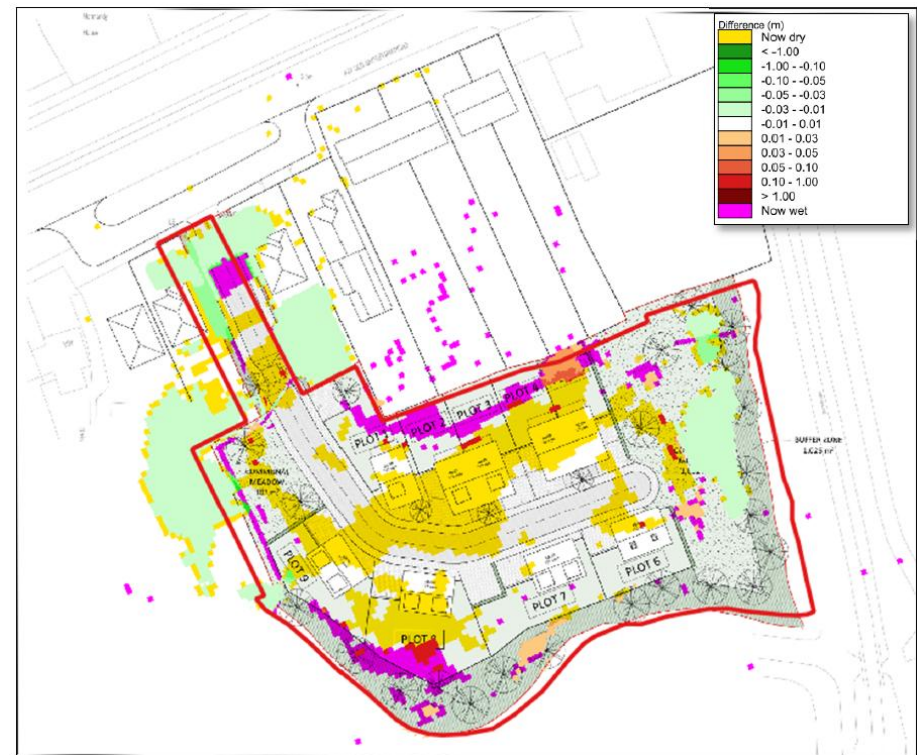 Difference (m)
Now dry
< -1.00
-1.00 - -0.10
-0.10 - -0.05
-0.05 - -0.03
-0.03 - -0.01
-0.01 - 0.01
0.01 - 0.03
0.03 - 0.05
0.05 - 0.10
0.10 - 1.00
> 1.00
Now wet
PLOT 1
PLOT 2
PLOT 3
PLOT 4
BUFFER ZONE
1,025 m²
MEADOW
PLOT 9
PLOT 6
PLOT 7
PLOT 8